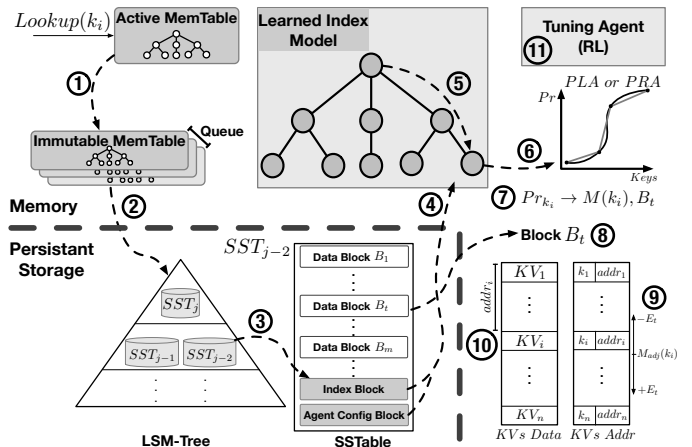 Lookup(k_i)
Active MemTable
1
Immutable MemTable
Queue
Memory
2
Learned Index
Model
5
4
Tuning Agent
(RL)
11
PLA or PRA
Pr
Keys
6
7 Pr_{k_i} → M(k_i), B_t
Persistant
Storage
SST_j
SST_{j-1}
SST_{j-2}
LSM-Tree
3
SST_{j-2}
Data Block B_1
Data Block B_t
Data Block B_m
Index Block
Agent Config Block
SSTable
Block B_t 8
addr_i
10
KV_1
KV_i
KV_n
KVs Data
k_1 addr_1
k_i addr_i
k_n addr_n
KVs Addr
9
−E_t
M_{adj}(k_i)
+E_t